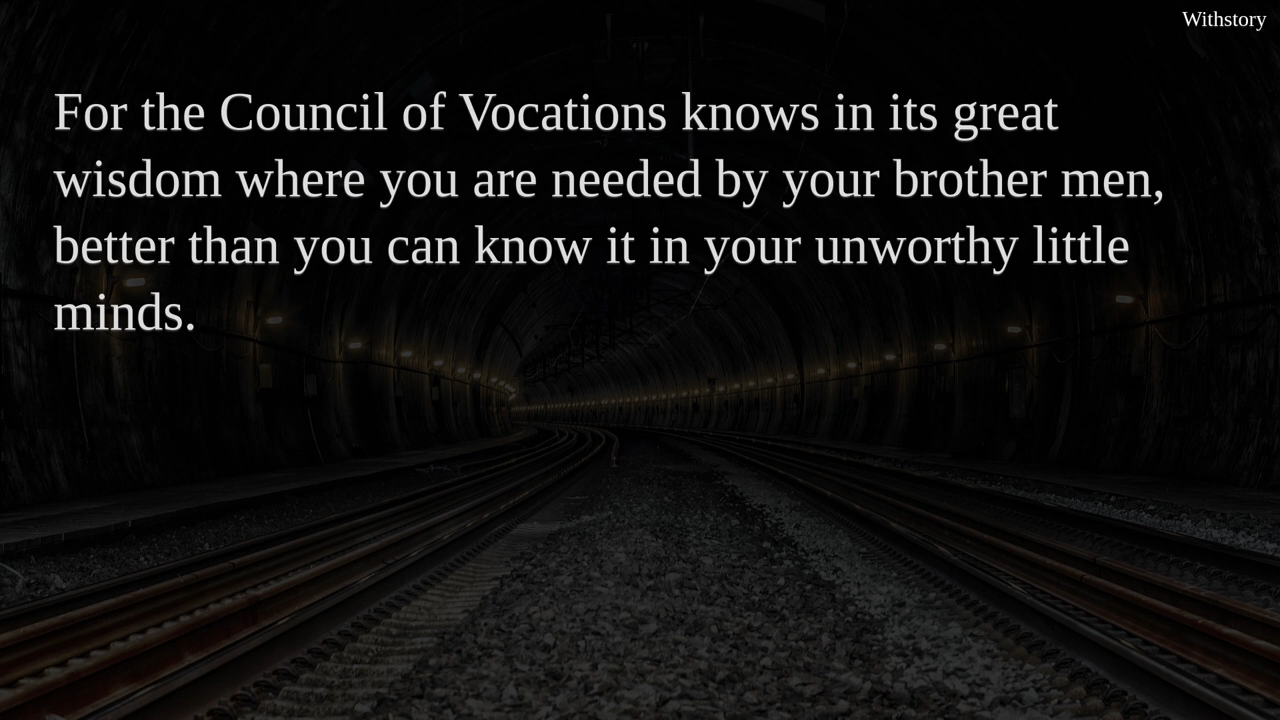 Withstory
For the Council of Vocations knows in its great
wisdom where you are needed by your brother men,
better than you can know it in your unworthy little
minds.